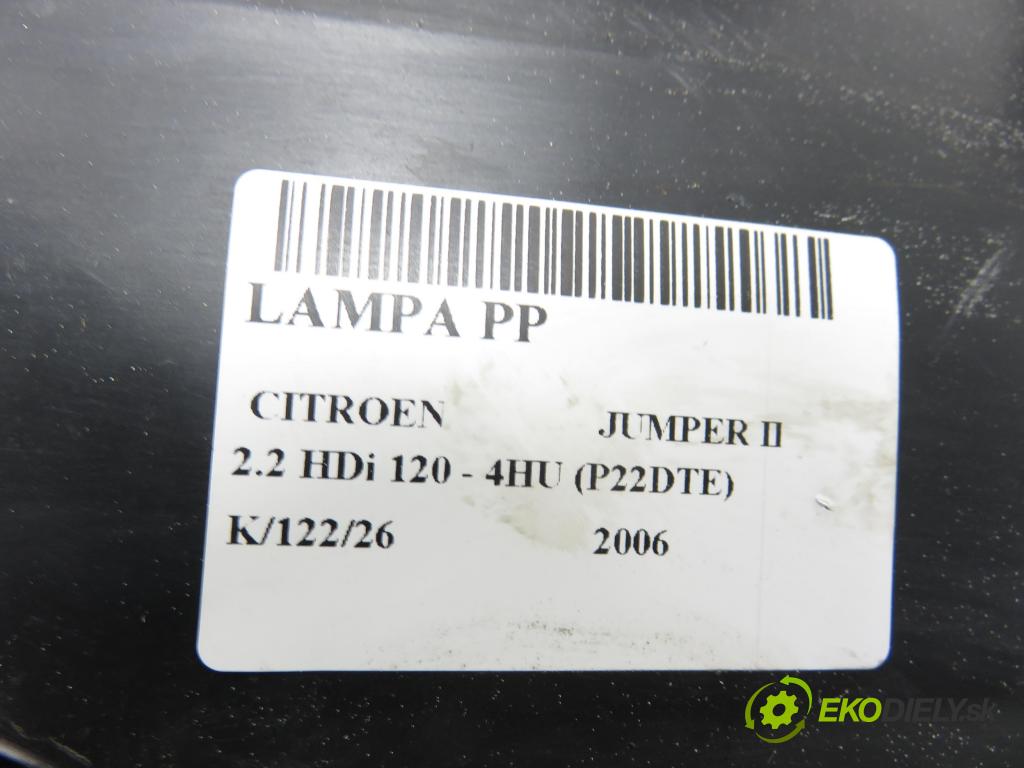 LAMPA PP
CITROEN JUMPER II
2.2 HDi 120 - 4HU (P22DTE)
K/122/26 2006
EKODIELY.sk